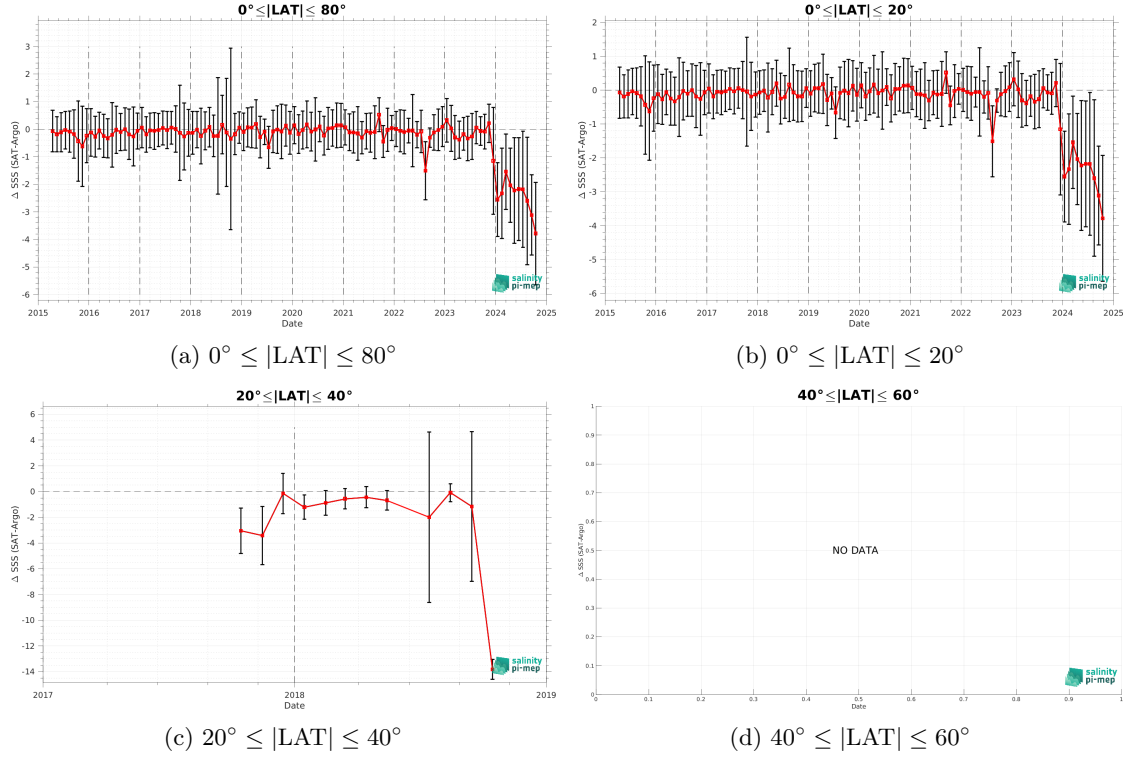 0°≤|LAT|≤ 80°
Δ SSS (SAT-Argo)
3
2
1
0
-1
-2
-3
-4
-5
-6
2015 2016 2017 2018 2019 2020 2021 2022 2023 2024 2025
Date
salinity
pi-mep
(a) 0° ≤ |LAT| ≤ 80°
0°≤|LAT|≤ 20°
Δ SSS (SAT-Argo)
2
1
0
-1
-2
-3
-4
-5
-6
2015 2016 2017 2018 2019 2020 2021 2022 2023 2024 2025
Date
salinity
pi-mep
(b) 0° ≤ |LAT| ≤ 20°
20°≤|LAT|≤ 40°
Δ SSS (SAT-Argo)
6
4
2
0
-2
-4
-6
-8
-10
-12
-14
2017 2018 2019
Date
salinity
pi-mep
(c) 20° ≤ |LAT| ≤ 40°
40°≤|LAT|≤ 60°
Δ SSS (SAT-Argo)
1
0.9
0.8
0.7
0.6
0.5
0.4
0.3
0.2
0.1
0
NO DATA
0 0.1 0.2 0.3 0.4 0.5 0.6 0.7 0.8 0.9 1
Date
salinity
pi-mep
(d) 40° ≤ |LAT| ≤ 60°